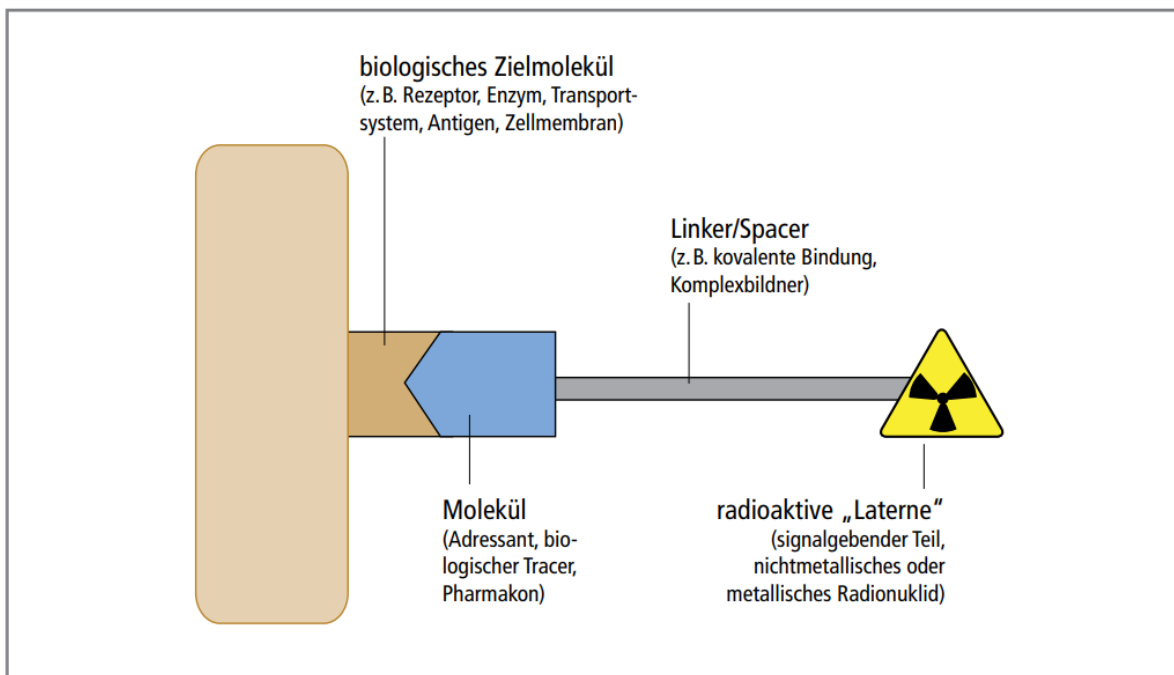 biologisches Zielmolekül
(z. B. Rezeptor, Enzym, Transport-
system, Antigen, Zellmembran)
Linker/Spacer
(z. B. kovalente Bindung,
Komplexbildner)
Molekül
(Adressant, bio-
logischer Tracer,
Pharmakon)
radioaktive „Laterne“
(signalgebender Teil,
nichtmetallisches oder
metallisches Radionuklid)